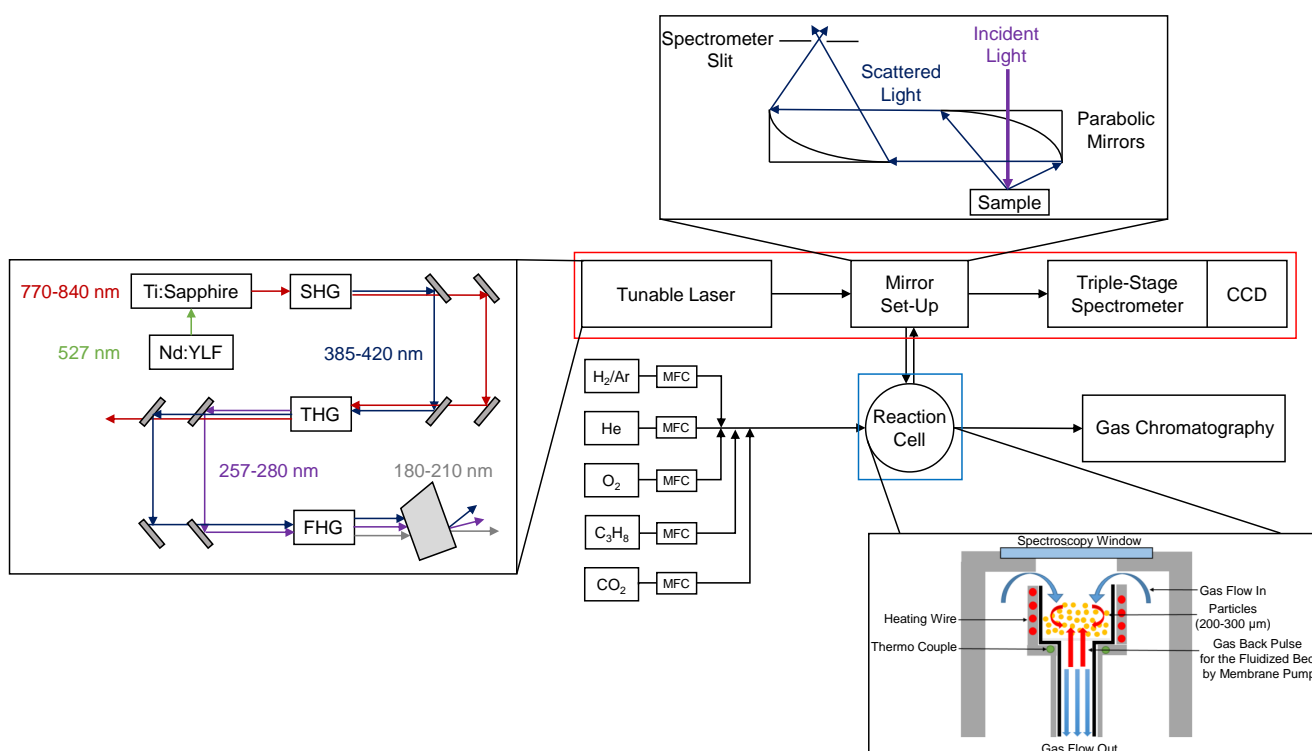 Spectrometer
Slit
Incident
Light
Scattered
Light
Parabolic
Mirrors
Sample
770-840 nm
Ti:Sapphire
SHG
527 nm
Nd:YLF
385-420 nm
THG
257-280 nm
180-210 nm
FHG
Tunable Laser
Mirror
Set-Up
Triple-Stage
Spectrometer
CCD
H₂/Ar
MFC
He
MFC
O₂
MFC
C₃H₈
MFC
CO₂
MFC
Reaction
Cell
Gas Chromatography
Spectroscopy Window
Gas Flow In
Particles
(200-300 μm)
Heating Wire
Thermo Couple
Gas Back Pulse
for the Fluidized Bed
by Membrane Pump
Gas Flow Out